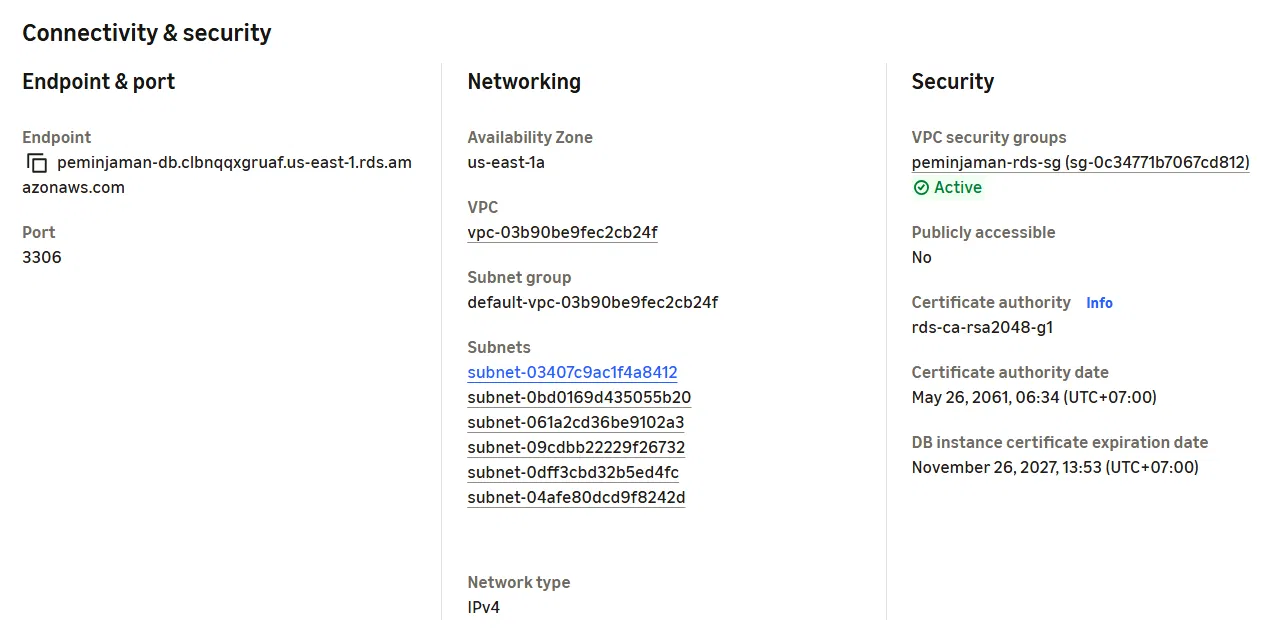 Connectivity & security
Endpoint & port
Endpoint
peminjaman-db.clbnqqxgruaf.us-east-1.rds.am
azonaws.com
Port
3306
Networking
Availability Zone
us-east-1a
VPC
vpc-03b90be9fec2cb24f
Subnet group
default-vpc-03b90be9fec2cb24f
Subnets
subnet-03407c9ac1f4a8412
subnet-0bd0169d435055b20
subnet-061a2cd36be9102a3
subnet-09cdbb22229f26732
subnet-0dff3cbd32b5ed4fc
subnet-04afe80dcd9f8242d
Network type
IPv4
Security
VPC security groups
peminjaman-rds-sg (sg-0c34771b7067cd812)
Active
Publicly accessible
No
Certificate authority Info
rds-ca-rsa2048-g1
Certificate authority date
May 26, 2061, 06:34 (UTC+07:00)
DB instance certificate expiration date
November 26, 2027, 13:53 (UTC+07:00)